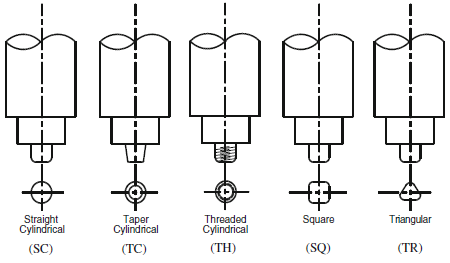 Straight
Cylindrical
(SC)
Taper
Cylindrical
(TC)
Threaded
Cylindrical
(TH)
Square
(SQ)
Triangular
(TR)